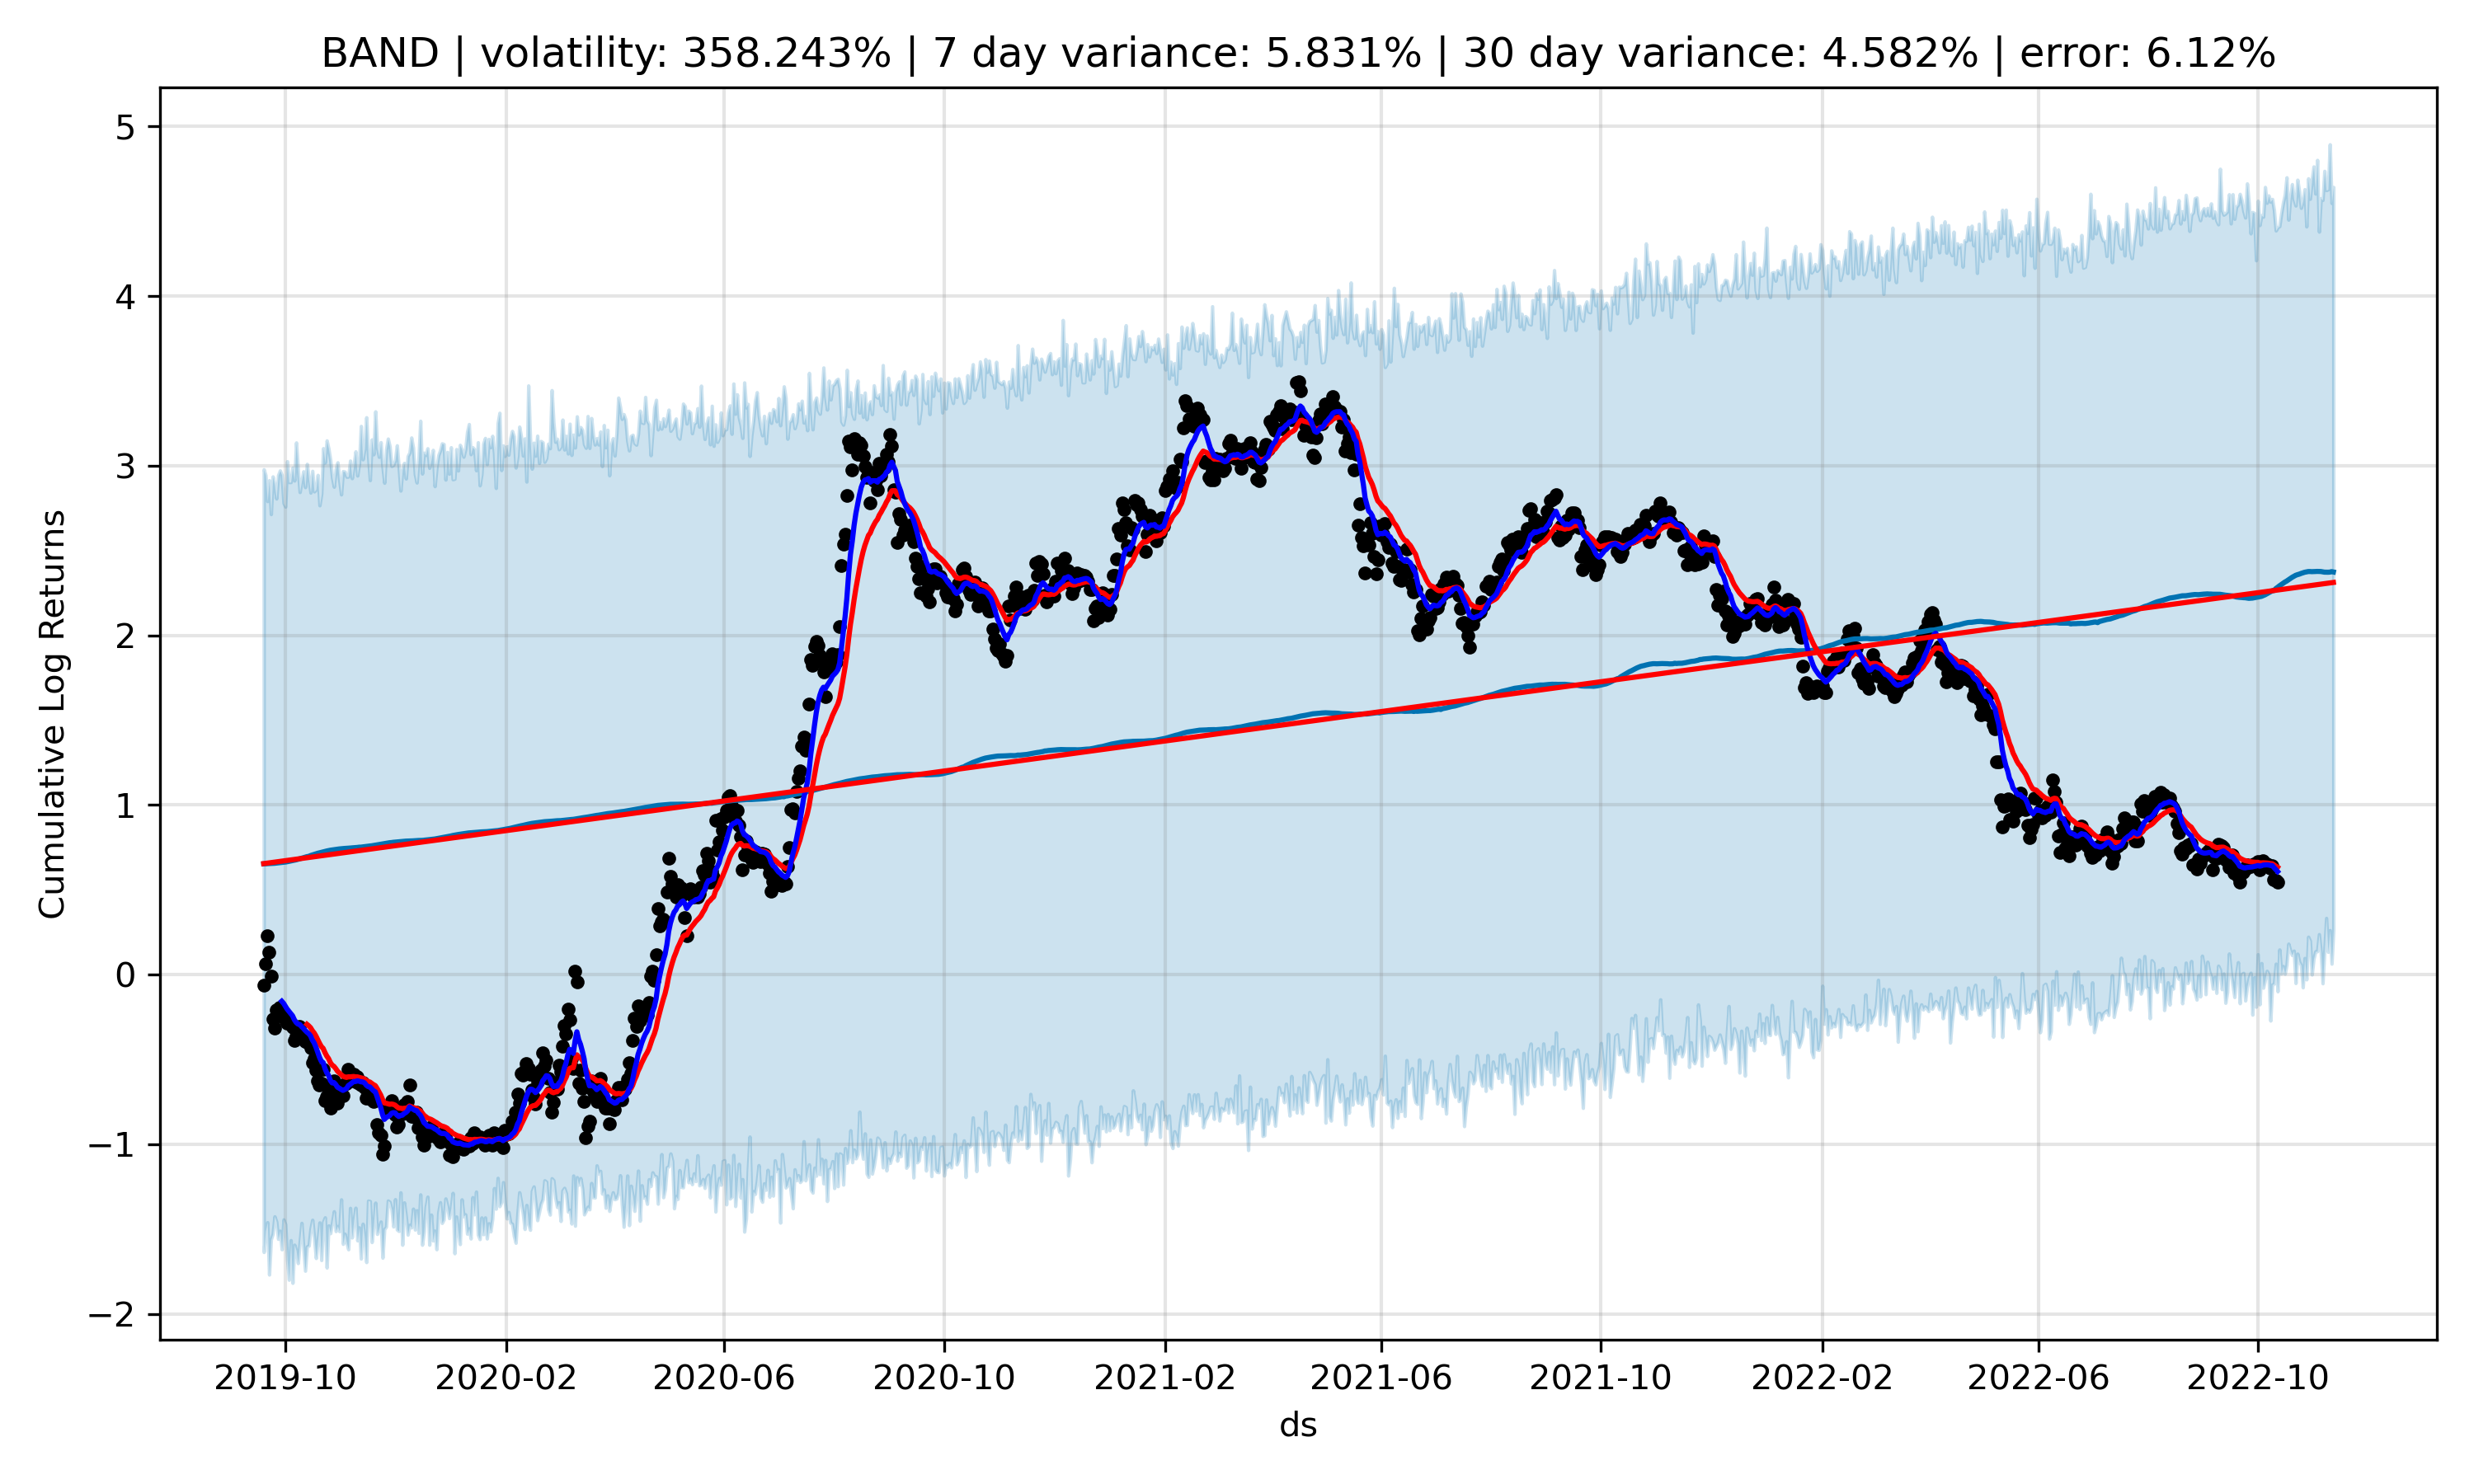 BAND | volatility: 358.243% | 7 day variance: 5.831% | 30 day variance: 4.582% | error: 6.12%
Cumulative Log Returns
5
4
3
2
1
0
−1
−2
2019-10 2020-02 2020-06 2020-10 2021-02 2021-06 2021-10 2022-02 2022-06 2022-10
ds